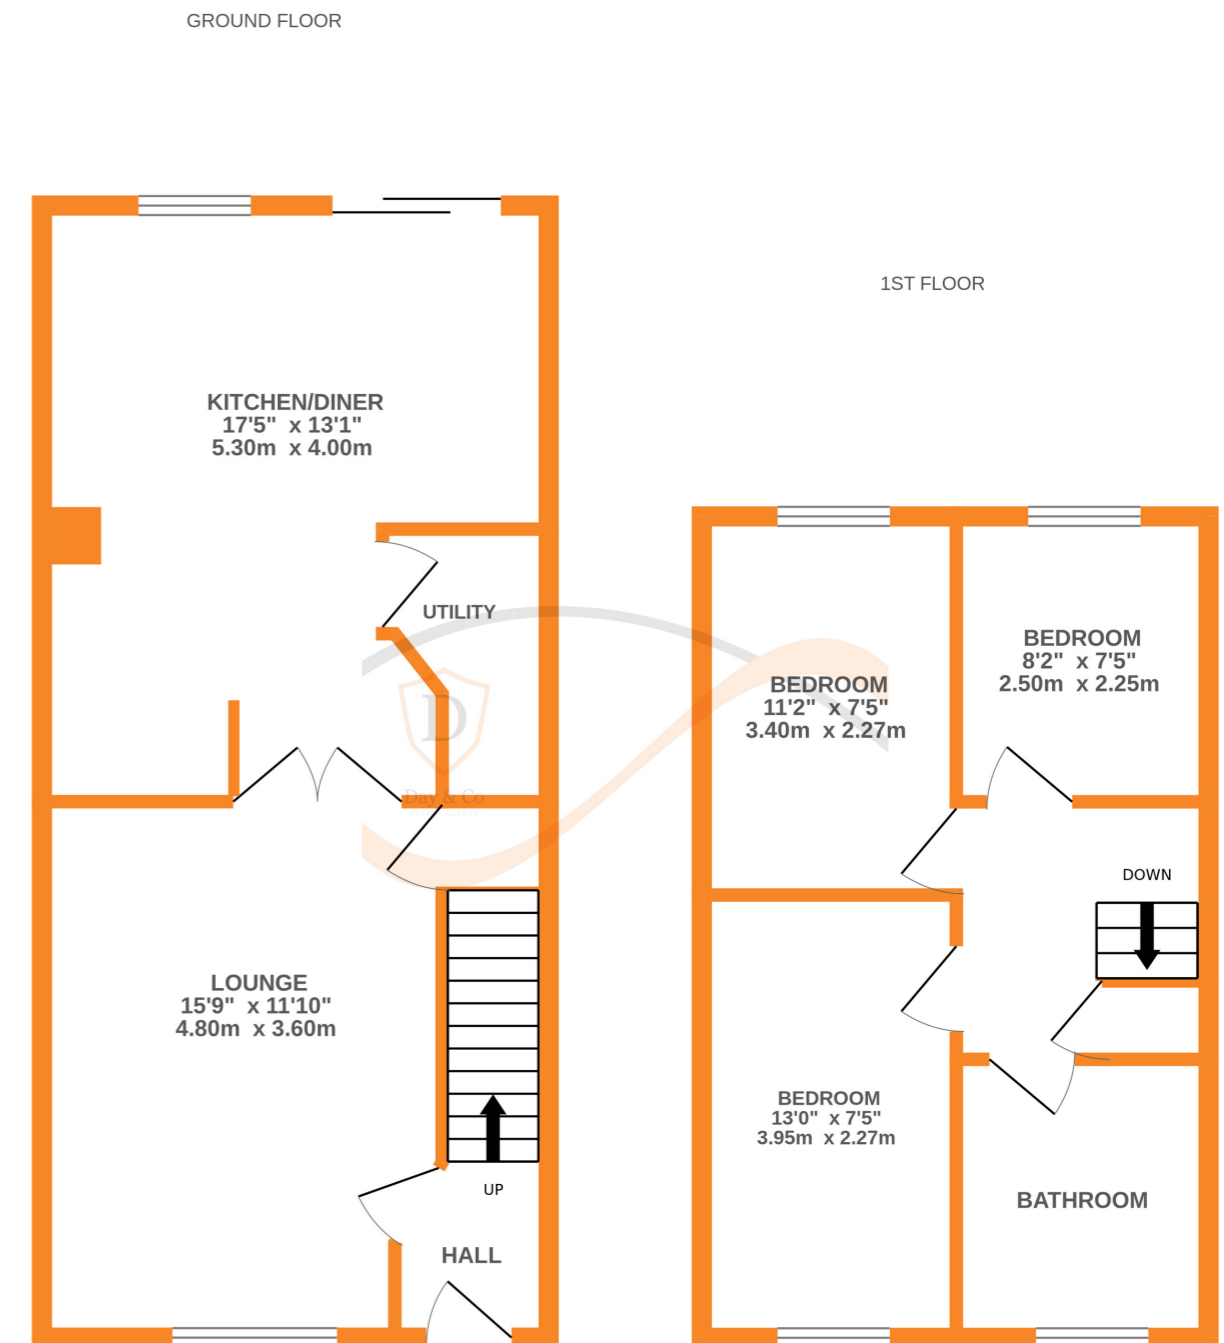 GROUND FLOOR
KITCHEN/DINER
17'5" x 13'1"
5.30m x 4.00m
UTILITY
Day & Co
D
LOUNGE
15'9" x 11'10"
4.80m x 3.60m
UP
HALL
1ST FLOOR
BEDROOM
11'2" x 7'5"
3.40m x 2.27m
BEDROOM
8'2" x 7'5"
2.50m x 2.25m
DOWN
BEDROOM
13'0" x 7'5"
3.95m x 2.27m
BATHROOM